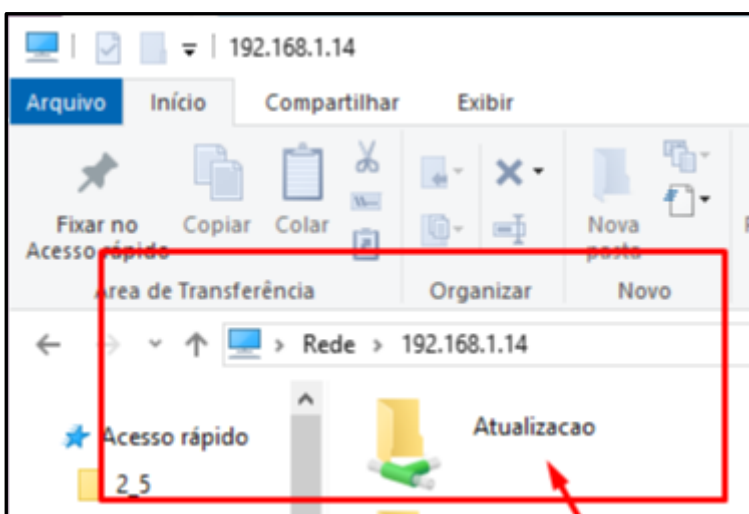 192.168.1.14
Arquivo Início Compartilhar Exibir
Fixar no Acesso rápido
Copiar
Colar
Nova pasta
Área de Transferência Organizar Novo
Rede 192.168.1.14
Acesso rápido
Atualizacao
2_5